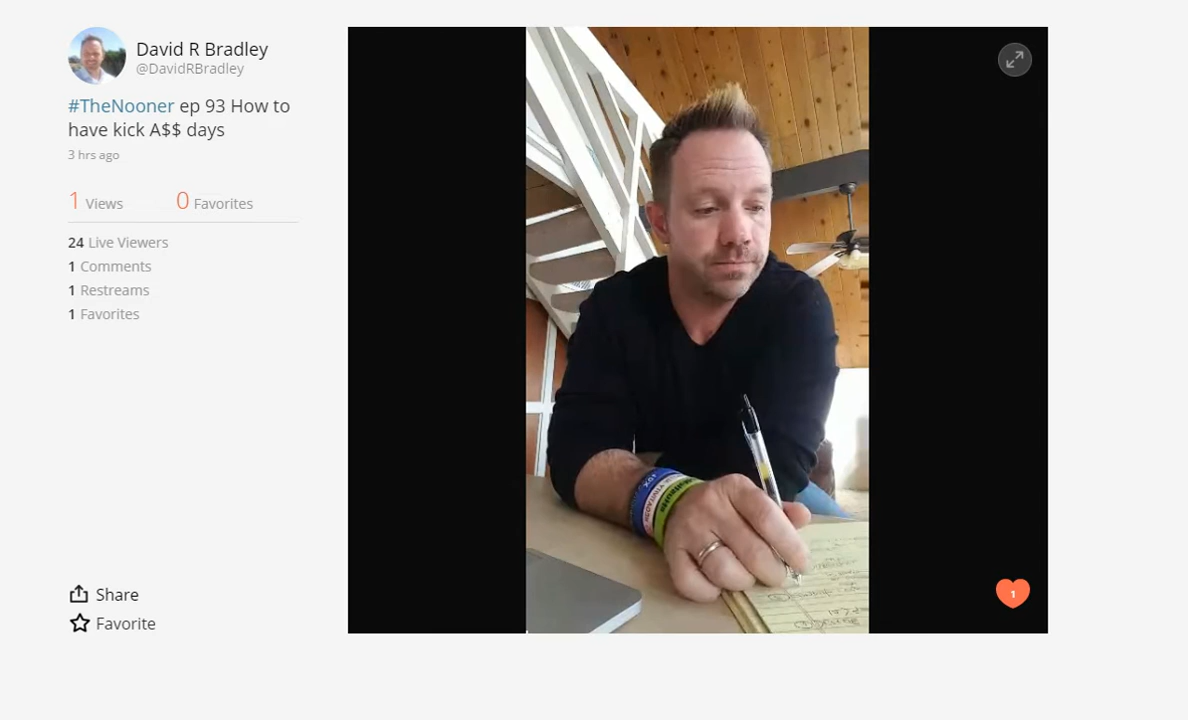 David R Bradley
@DavidRBradley
#TheNooner ep 93 How to
have kick A$$ days
3 hrs ago
1 Views
0 Favorites
24 Live Viewers
1 Comments
1 Restreams
1 Favorites
1
Share
Favorite